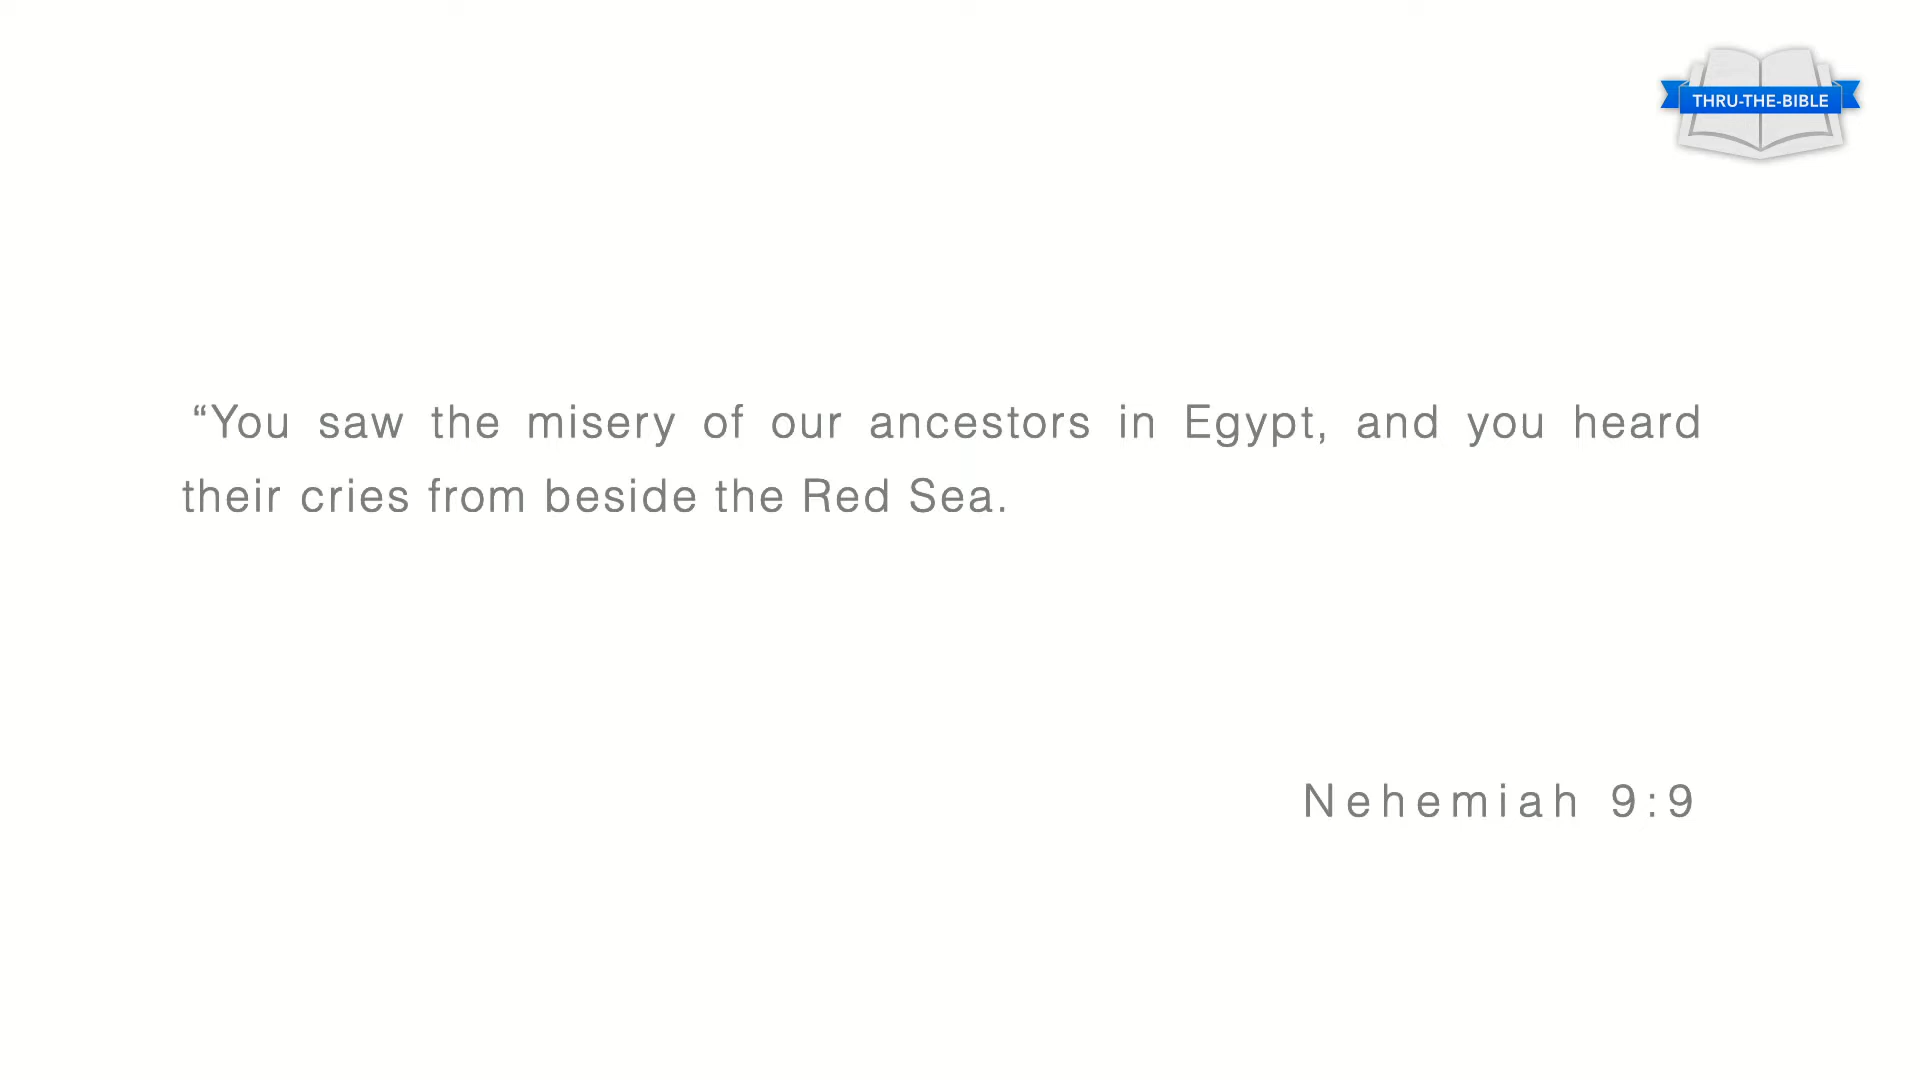 THRU-THE-BIBLE
“You saw the misery of our ancestors in Egypt, and you heard
their cries from beside the Red Sea.
Nehemiah 9:9